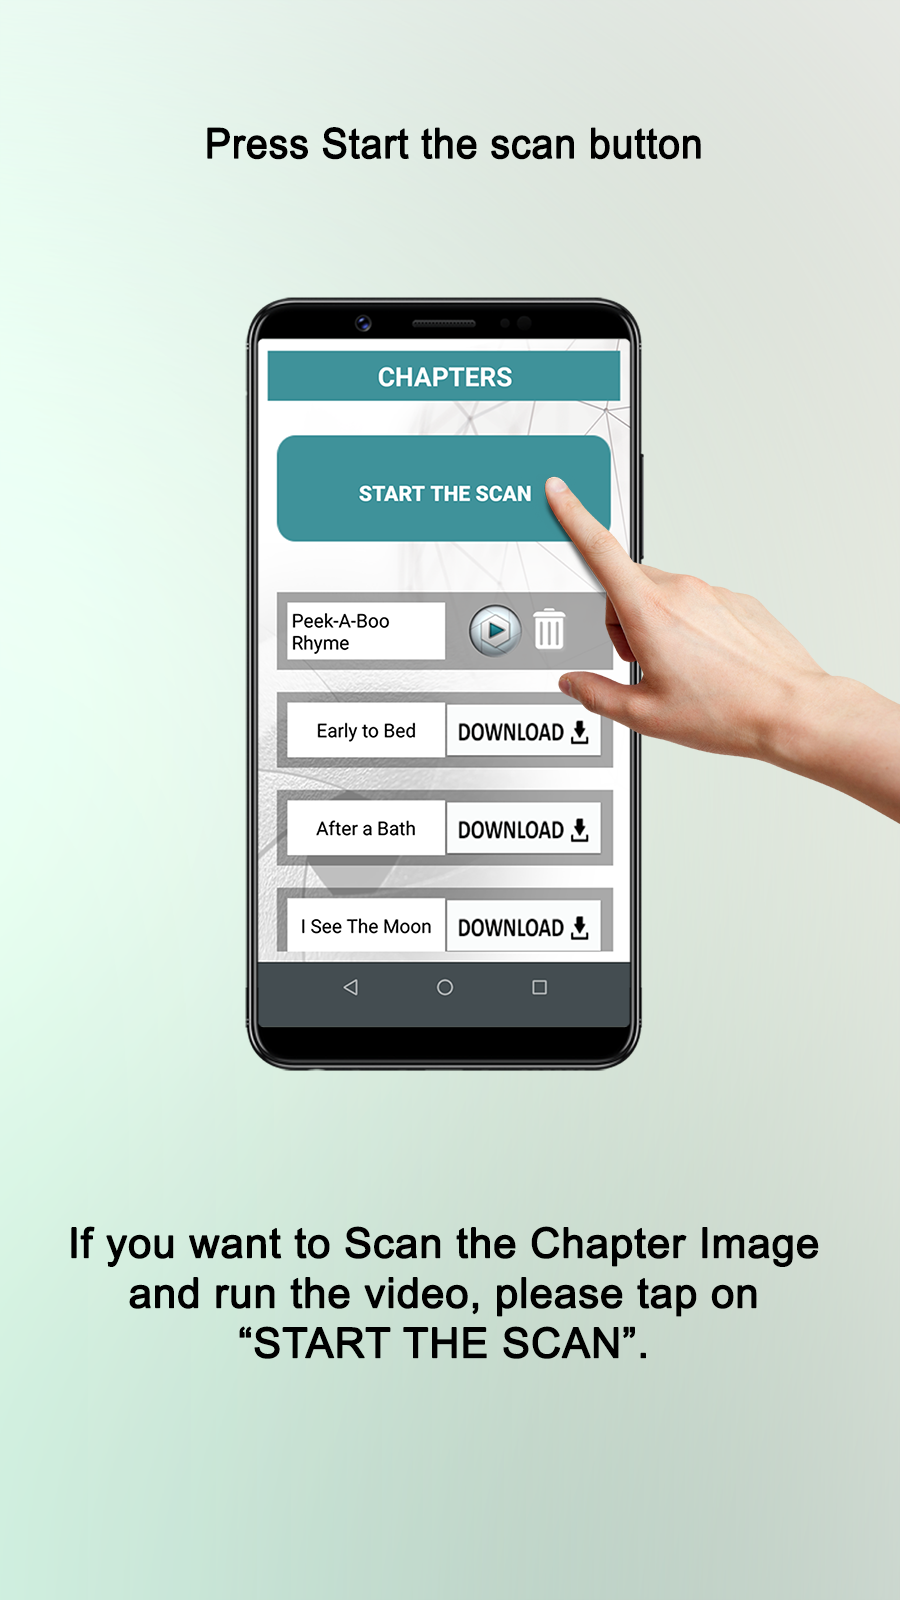 Press Start the scan button
CHAPTERS
START THE SCAN
Peek-A-Boo
Rhyme
Early to Bed
DOWNLOAD
After a Bath
DOWNLOAD
I See The Moon
DOWNLOAD
If you want to Scan the Chapter Image
and run the video, please tap on
“START THE SCAN”.